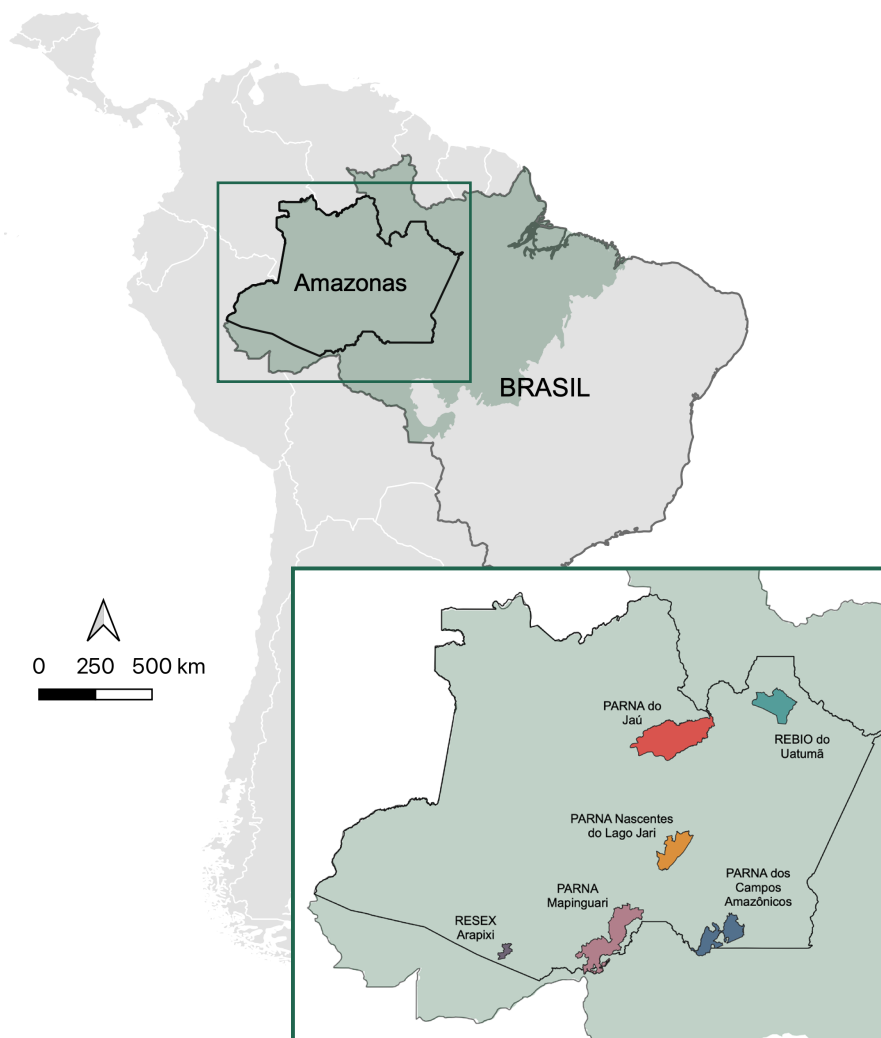 Amazonas
BRASIL
0 250 500 km
PARNA do
Jaú
REBIO do
Uatumã
PARNA Nascentes
do Lago Jari
PARNA dos
Campos
Amazônicos
PARNA
Mapinguari
RESEX
Arapixi